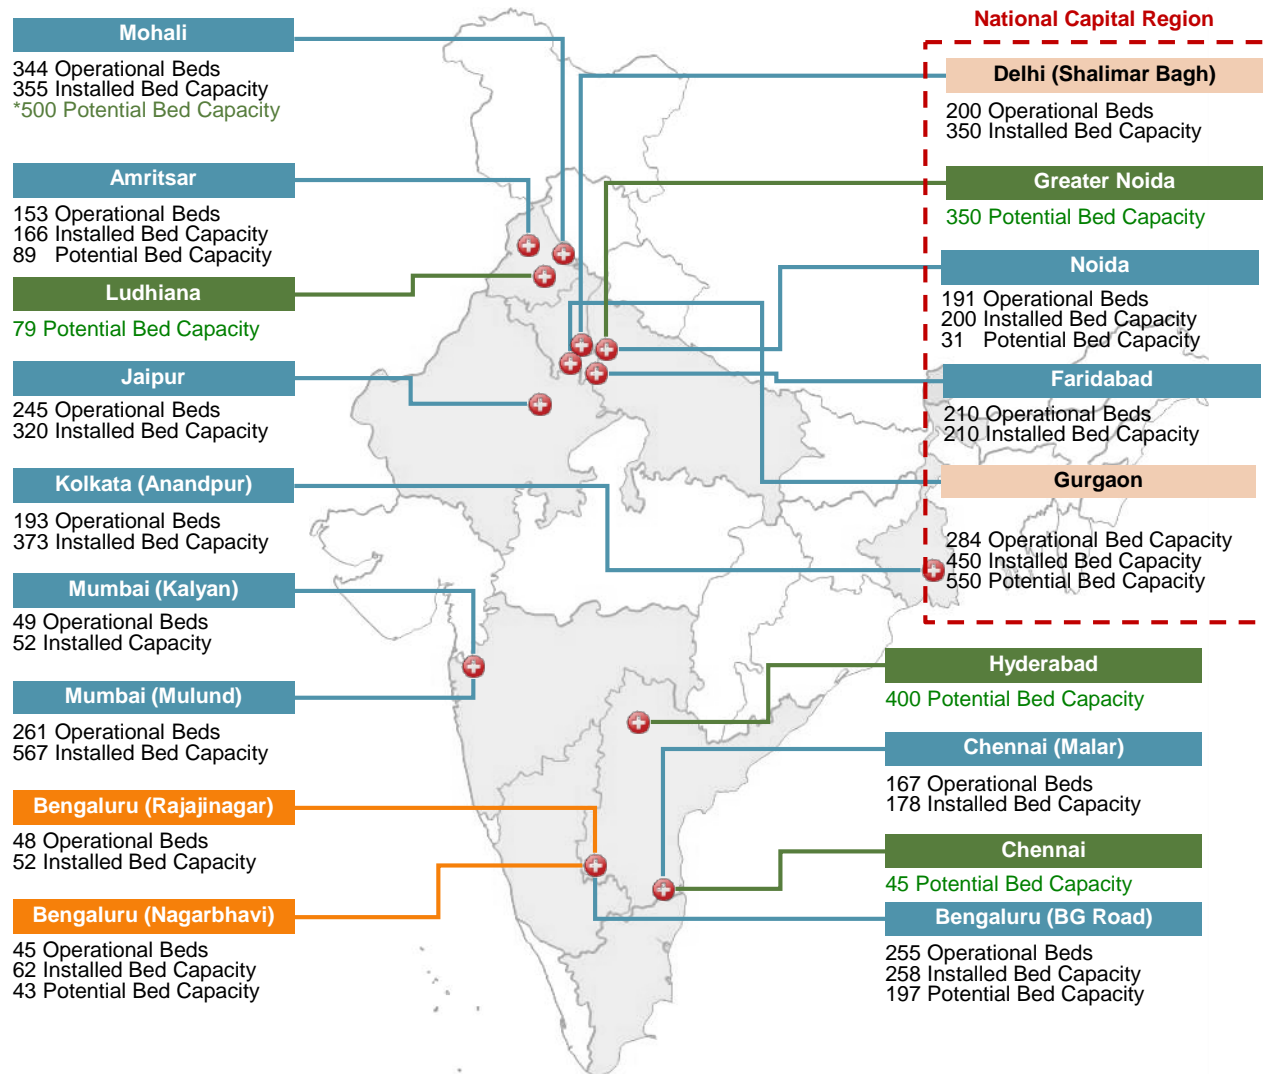 Mohali
344 Operational Beds
355 Installed Bed Capacity
*500 Potential Bed Capacity
Amritsar
153 Operational Beds
166 Installed Bed Capacity
89 Potential Bed Capacity
Ludhiana
79 Potential Bed Capacity
Jaipur
245 Operational Beds
320 Installed Bed Capacity
Kolkata (Anandpur)
193 Operational Beds
373 Installed Bed Capacity
Mumbai (Kalyan)
49 Operational Beds
52 Installed Capacity
Mumbai (Mulund)
261 Operational Beds
567 Installed Bed Capacity
Bengaluru (Rajajinagar)
48 Operational Beds
52 Installed Bed Capacity
Bengaluru (Nagarbhavi)
45 Operational Beds
62 Installed Bed Capacity
43 Potential Bed Capacity
National Capital Region
Delhi (Shalimar Bagh)
200 Operational Beds
350 Installed Bed Capacity
Greater Noida
350 Potential Bed Capacity
Noida
191 Operational Beds
200 Installed Bed Capacity
31 Potential Bed Capacity
Faridabad
210 Operational Beds
210 Installed Bed Capacity
Gurgaon
284 Operational Bed Capacity
450 Installed Bed Capacity
550 Potential Bed Capacity
Hyderabad
400 Potential Bed Capacity
Chennai (Malar)
167 Operational Beds
178 Installed Bed Capacity
Chennai
45 Potential Bed Capacity
Bengaluru (BG Road)
255 Operational Beds
258 Installed Bed Capacity
197 Potential Bed Capacity